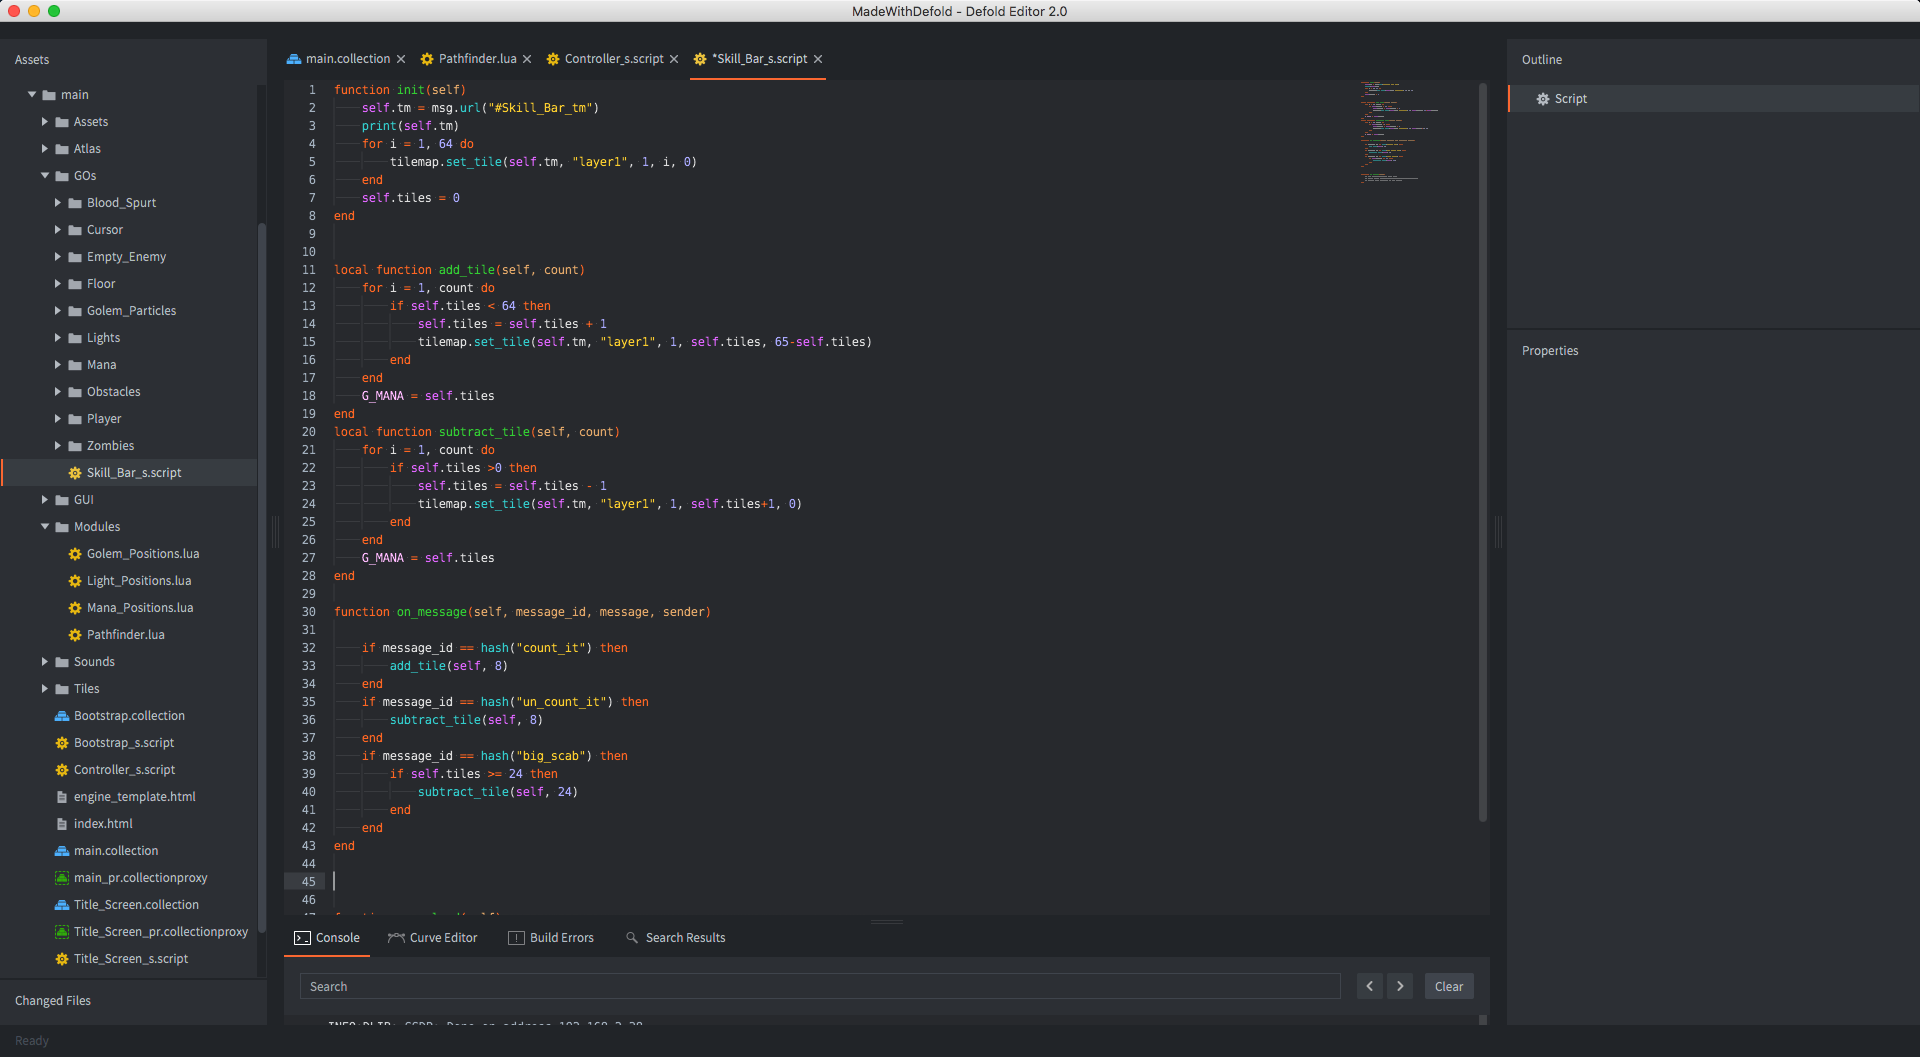 MadeWithDefold - Defold Editor 2.0
Assets
main
Assets
Atlas
GOs
Blood_Spurt
Cursor
Empty_Enemy
Floor
Golem_Particles
Lights
Mana
Obstacles
Player
Zombies
Skill_Bar_s.script
GUI
Modules
Golem_Positions.lua
Light_Positions.lua
Mana_Positions.lua
Pathfinder.lua
Sounds
Tiles
Bootstrap.collection
Bootstrap_s.script
Controller_s.script
engine_template.html
index.html
main.collection
main_pr.collectionproxy
Title_Screen.collection
Title_Screen_pr.collectionproxy
Title_Screen_s.script
Changed Files
Ready
main.collection Pathfinder.lua Controller_s.script *Skill_Bar_s.script
1 function init(self)
2 self.tm = msg.url("#Skill_Bar_tm")
3 print(self.tm)
4 for i = 1, 64 do
5 tilemap.set_tile(self.tm, "layer1", 1, i, 0)
6 end
7 self.tiles = 0
8 end
9
10
11 local function add_tile(self, count)
12 for i = 1, count do
13 if self.tiles < 64 then
14 self.tiles = self.tiles + 1
15 tilemap.set_tile(self.tm, "layer1", 1, self.tiles, 65-self.tiles)
16 end
17 end
18 G_MANA = self.tiles
19 end
20 local function subtract_tile(self, count)
21 for i = 1, count do
22 if self.tiles >0 then
23 self.tiles = self.tiles - 1
24 tilemap.set_tile(self.tm, "layer1", 1, self.tiles+1, 0)
25 end
26 end
27 G_MANA = self.tiles
28 end
29
30 function on_message(self, message_id, message, sender)
31
32 if message_id == hash("count_it") then
33 add_tile(self, 8)
34 end
35 if message_id == hash("un_count_it") then
36 subtract_tile(self, 8)
37 end
38 if message_id == hash("big_scab") then
39 if self.tiles >= 24 then
40 subtract_tile(self, 24)
41 end
42 end
43 end
44
45
46
Console Curve Editor Build Errors Search Results
Search
Clear
Outline
Script
Properties